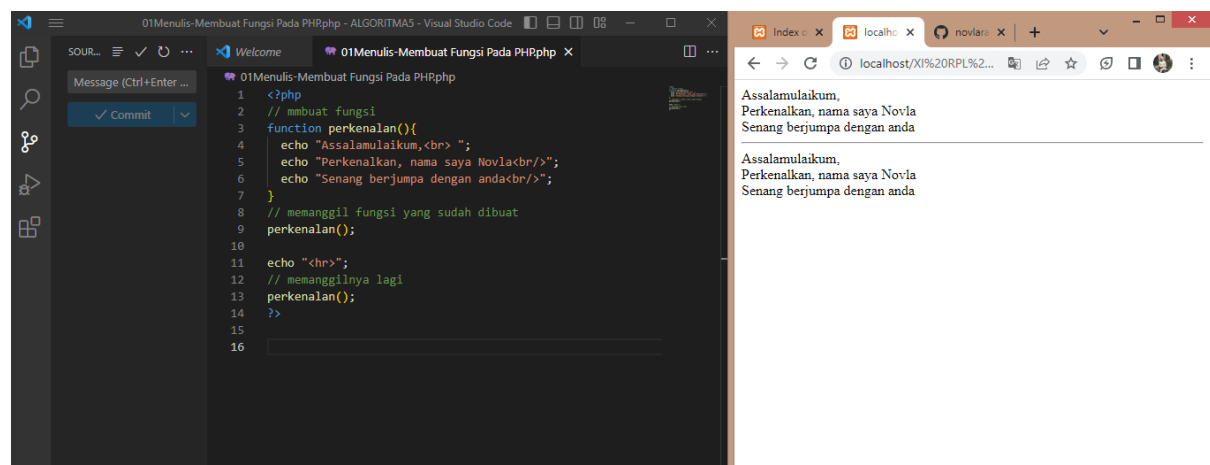 01Menulis-Membuat Fungsi Pada PHP.php - ALGORITMA5 - Visual Studio Code
SOUR...
Welcome
01Menulis-Membuat Fungsi Pada PHP.php
01Menulis-Membuat Fungsi Pada PHP.php
Message (Ctrl+Enter ...
Commit
1 <?php
2 // mmbuat fungsi
3 function perkenalan(){
4 echo "Assalamulaikum,<br> ";
5 echo "Perkenalkan, nama saya Novla<br/>";
6 echo "Senang berjumpa dengan anda<br/>";
7 }
8 // memanggil fungsi yang sudah dibuat
9 perkenalan();
10
11 echo "<hr>";
12 // memanggilnya lagi
13 perkenalan();
14 ?>
15
16
Index o
localho
novlara
localhost/XI%20RPL%2...
Assalamulaikum,
Perkenalkan, nama saya Novla
Senang berjumpa dengan anda
Assalamulaikum,
Perkenalkan, nama saya Novla
Senang berjumpa dengan anda